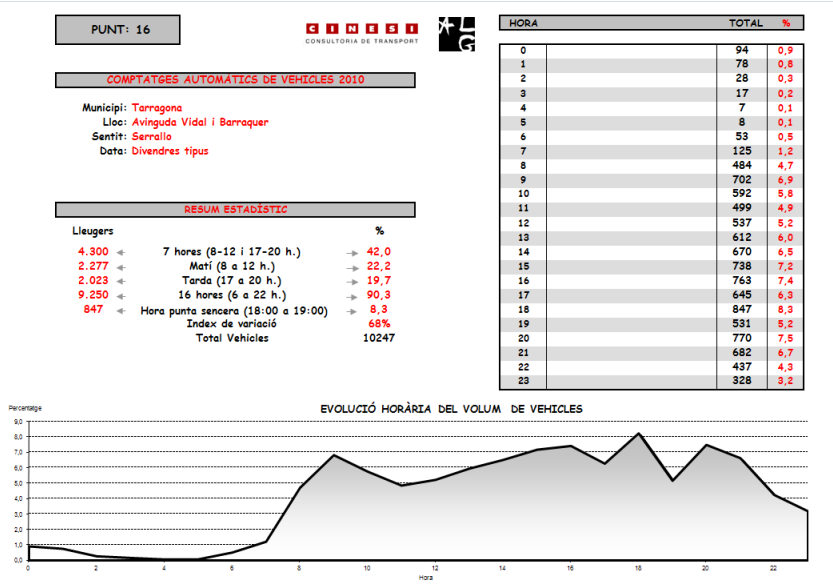 PUNT: 16
CINESI
CONSULTORIA DE TRANSPORT
ALG
COMPTATGES AUTOMÀTICS DE VEHICLES 2010
Municipi: Tarragona
Lloc: Avinguda Vidal i Barraquer
Sentit: Serrallo
Data: Divendres tipus
RESUM ESTADÍSTIC
Lleugers %
4.300 7 hores (8-12 i 17-20 h.) 42,0
2.277 Matí (8 a 12 h.) 22,2
2.023 Tarda (17 a 20 h.) 19,7
9.250 16 hores (6 a 22 h.) 90,3
847 Hora punta sencera (18:00 a 19:00) 8,3
Index de variació 68%
Total Vehicles 10247
HORA TOTAL %
0 94 0,9
1 78 0,8
2 28 0,3
3 17 0,2
4 7 0,1
5 8 0,1
6 53 0,5
7 125 1,2
8 484 4,7
9 702 6,9
10 592 5,8
11 499 4,9
12 537 5,2
13 612 6,0
14 670 6,5
15 738 7,2
16 763 7,4
17 645 6,3
18 847 8,3
19 531 5,2
20 770 7,5
21 682 6,7
22 437 4,3
23 328 3,2
EVOLUCIÓ HORÀRIA DEL VOLUM DE VEHICLES
Percentatge
9,0
8,0
7,0
6,0
5,0
4,0
3,0
2,0
1,0
0,0
0 2 4 6 8 10 12 14 16 18 20 22
Hora